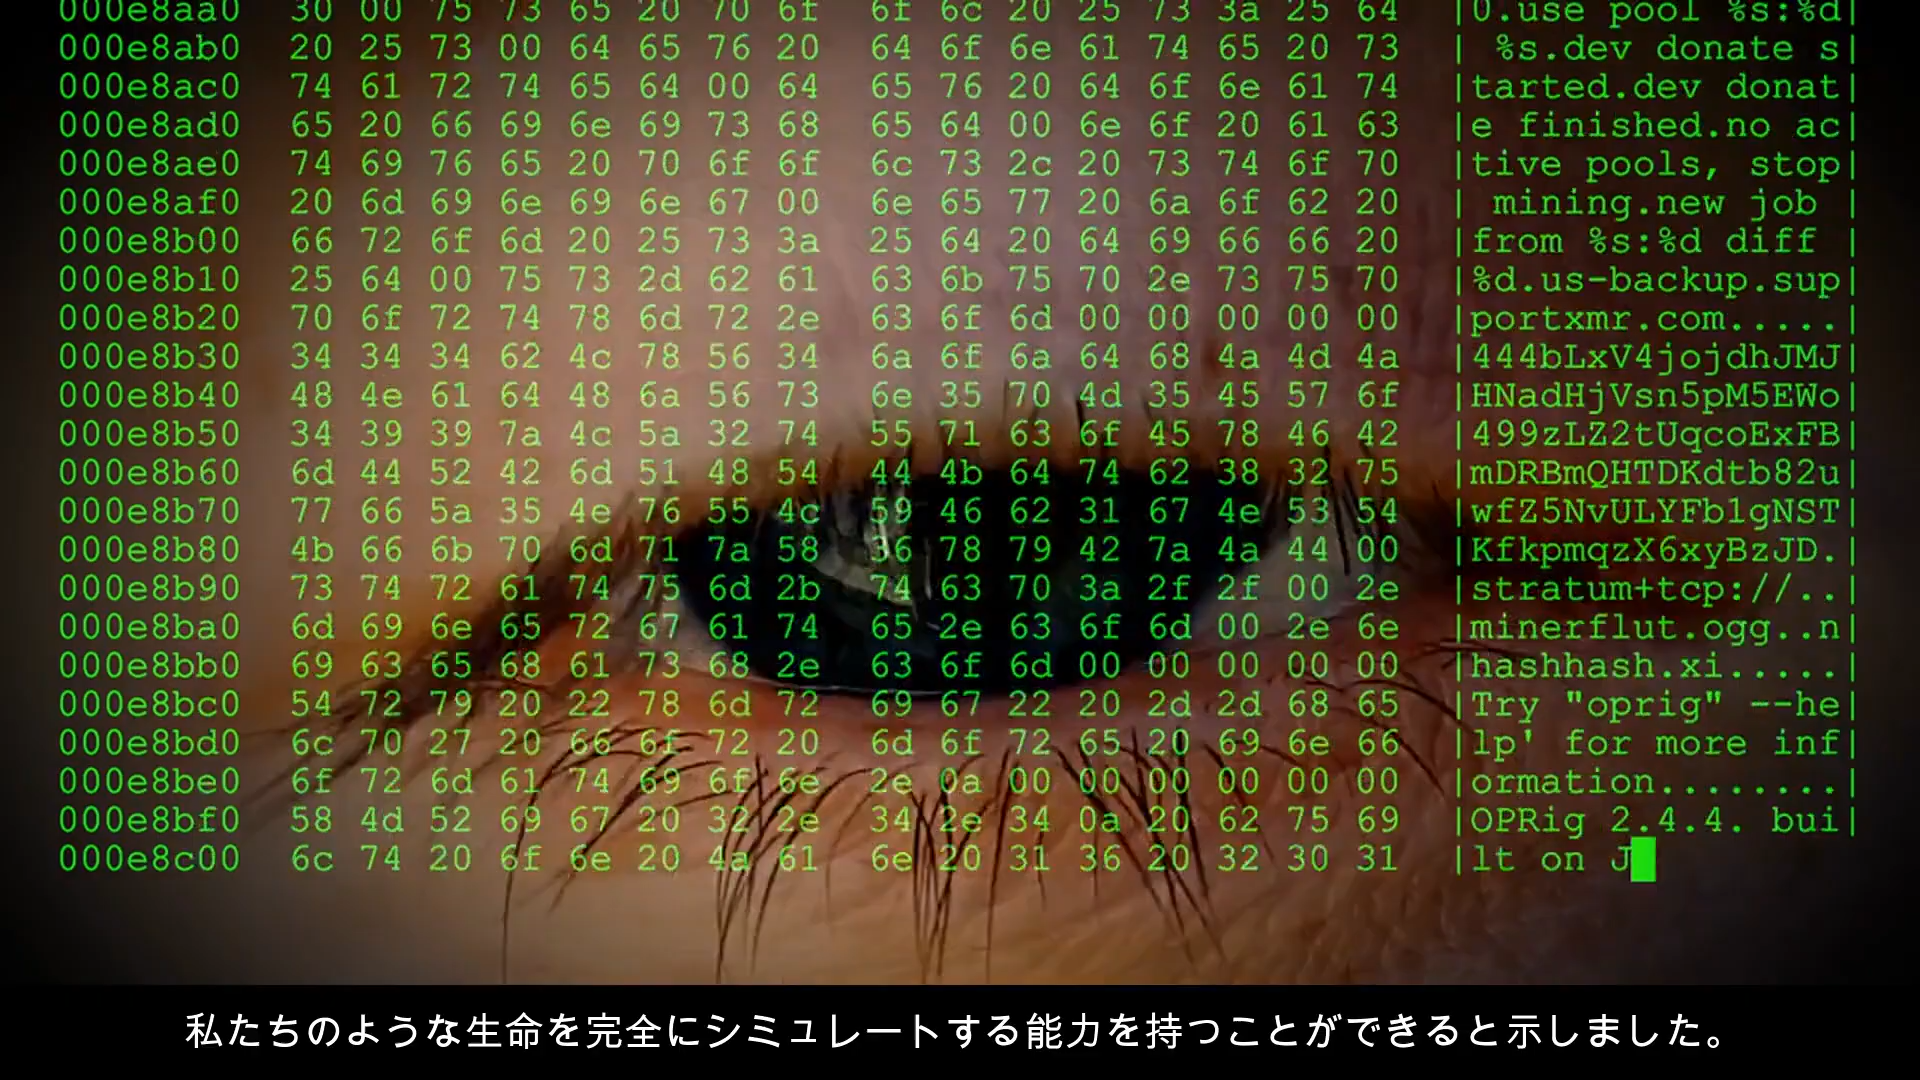 000e8aa0 30 00 75 73 65 20 70 6f 6f 6c 20 25 73 3a 25 64 |0.use pool %s:%d|
000e8ab0 20 25 73 00 64 65 76 20 64 6f 6e 61 74 65 20 73 | %s.dev donate s|
000e8ac0 74 61 72 74 65 64 00 64 65 76 20 64 6f 6e 61 74 |tarted.dev donat|
000e8ad0 65 20 66 69 6e 69 73 68 65 64 00 6e 6f 20 61 63 |e finished.no ac|
000e8ae0 74 69 76 65 20 70 6f 6f 6c 73 2c 20 73 74 6f 70 |tive pools, stop|
000e8af0 20 6d 69 6e 69 6e 67 00 6e 65 77 20 6a 6f 62 20 | mining.new job |
000e8b00 66 72 6f 6d 20 25 73 3a 25 64 20 64 69 66 66 20 |from %s:%d diff |
000e8b10 25 64 00 75 73 2d 62 61 63 6b 75 70 2e 73 75 70 |%d.us-backup.sup|
000e8b20 70 6f 72 74 78 6d 72 2e 63 6f 6d 00 00 00 00 00 |portxmr.com.....|
000e8b30 34 34 34 62 4c 78 56 34 6a 6f 6a 64 68 4a 4d 4a |444bLxV4jojdhJMJ|
000e8b40 48 4e 61 64 48 6a 56 73 6e 35 70 4d 35 45 57 6f |HNadHjVsn5pM5EWo|
000e8b50 34 39 39 7a 4c 5a 32 74 55 71 63 6f 45 78 46 42 |499zLZ2tUqcoExFB|
000e8b60 6d 44 52 42 6d 51 48 54 44 4b 64 74 62 38 32 75 |mDRBmQHTDKdtb82u|
000e8b70 77 66 5a 35 4e 76 55 4c 59 46 62 31 67 4e 53 54 |wfZ5NvULYFb1gNST|
000e8b80 4b 66 6b 70 6d 71 7a 58 36 78 79 42 7a 4a 44 00 |KfkpmqzX6xyBzJD.|
000e8b90 73 74 72 61 74 75 6d 2b 74 63 70 3a 2f 2f 00 2e |stratum+tcp://..|
000e8ba0 6d 69 6e 65 72 67 61 74 65 2e 63 6f 6d 00 2e 6e |minerflut.ogg..n|
000e8bb0 69 63 65 68 61 73 68 2e 63 6f 6d 00 00 00 00 00 |hashhash.xi.....|
000e8bc0 54 72 79 20 22 78 6d 72 69 67 22 20 2d 2d 68 65 |Try "oprig" --he|
000e8bd0 6c 70 27 20 66 6f 72 20 6d 6f 72 65 20 69 6e 66 |lp' for more inf|
000e8be0 6f 72 6d 61 74 69 6f 6e 2e 0a 00 00 00 00 00 00 |ormation........|
000e8bf0 58 4d 52 69 67 20 32 2e 34 2e 34 0a 20 62 75 69 |OPRig 2.4.4. bui|
000e8c00 6c 74 20 6f 6e 20 4a 61 6e 20 31 36 20 32 30 31 |lt on J
私たちのような生命を完全にシミュレートする能力を持つことができると示しました。